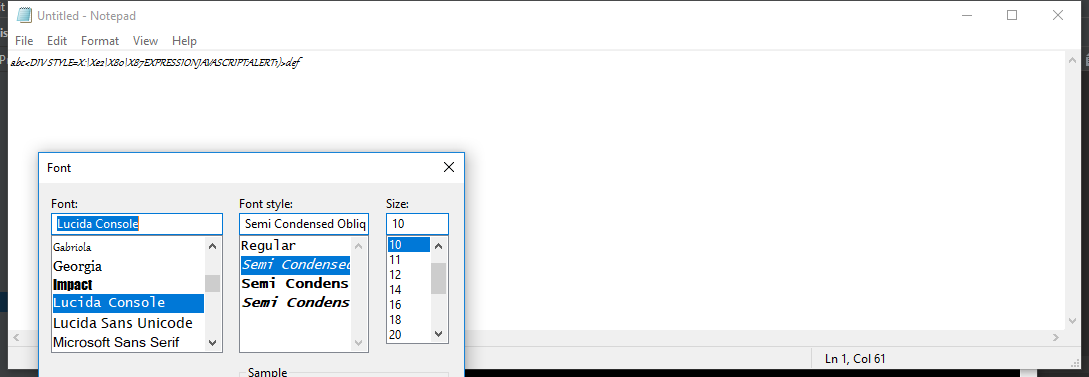 Untitled - Notepad
File Edit Format View Help
abc<DIV STYLE=X:\XE2\X80\X87EXPRESSION(JAVASCRIPT:ALERT1)>def
Font
Font: Font style: Size:
Lucida Console Semi Condensed Obliq 10
Gabriola Regular 10
Georgia Semi Condensed 11
Impact Semi Condens 12
Lucida Console Semi Condens 14
Lucida Sans Unicode 16
Microsoft Sans Serif 18
20
Sample
Ln 1, Col 61